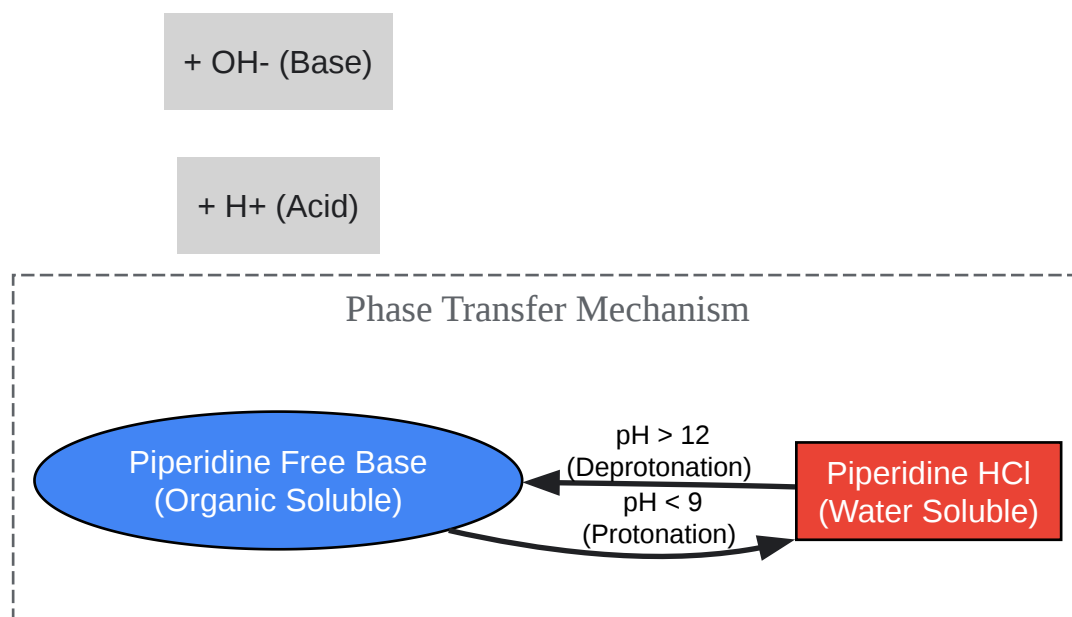 + OH- (Base)
+ H+ (Acid)
Phase Transfer Mechanism
Piperidine Free Base
(Organic Soluble)
pH > 12
(Deprotonation)
pH < 9
(Protonation)
Piperidine HCl
(Water Soluble)